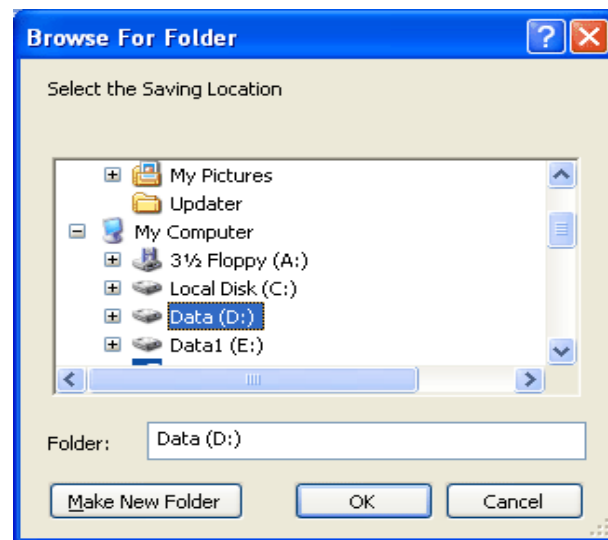 Browse For Folder
Select the Saving Location
My Pictures
Updater
My Computer
3½ Floppy (A:)
Local Disk (C:)
Data (D:)
Data1 (E:)
Folder: Data (D:)
Make New Folder OK Cancel